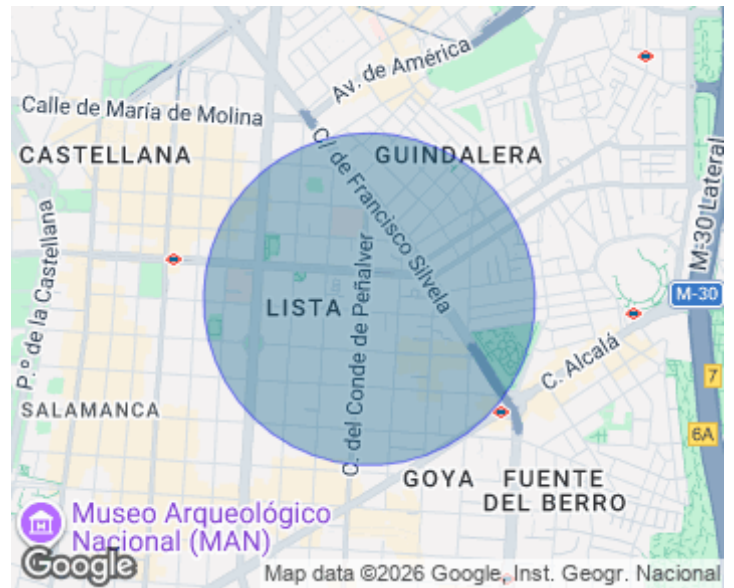 Av. de América
Calle de María de Molina
CASTELLANA
GUINDALERA
C/ de Francisco Silvela
M-30 Lateral
P.º de la Castellana
LISTA
C. del Conde de Peñalver
M-30
C. Alcalá
7
SALAMANCA
6A
GOYA
FUENTE
DEL BERRO
Museo Arqueológico
Nacional (MAN)
Google
Map data ©2026 Google, Inst. Geogr. Nacional